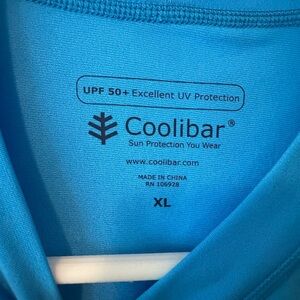 UPF 50+ Excellent UV Protection
Coolibar®
Sun Protection You Wear
www.coolibar.com
MADE IN CHINA
RN 106928
XL